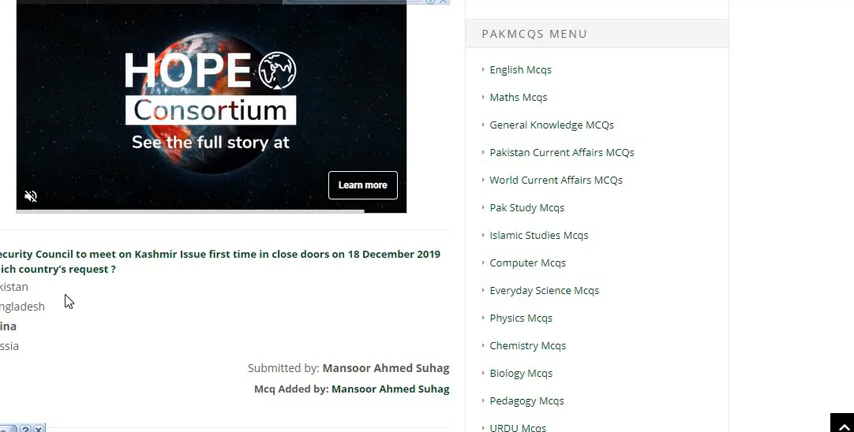 HOPE
Consortium
See the full story at
Learn more
ecurity Council to meet on Kashmir Issue first time in close doors on 18 December 2019
ich country's request ?
kistan
ngladesh
ina
ssia
Submitted by: Mansoor Ahmed Suhag
Mcq Added by: Mansoor Ahmed Suhag
PAKMCQS MENU
English Mcqs
Maths Mcqs
General Knowledge MCQs
Pakistan Current Affairs MCQs
World Current Affairs MCQs
Pak Study Mcqs
Islamic Studies Mcqs
Computer Mcqs
Everyday Science Mcqs
Physics Mcqs
Chemistry Mcqs
Biology Mcqs
Pedagogy Mcqs
URDU Mcqs